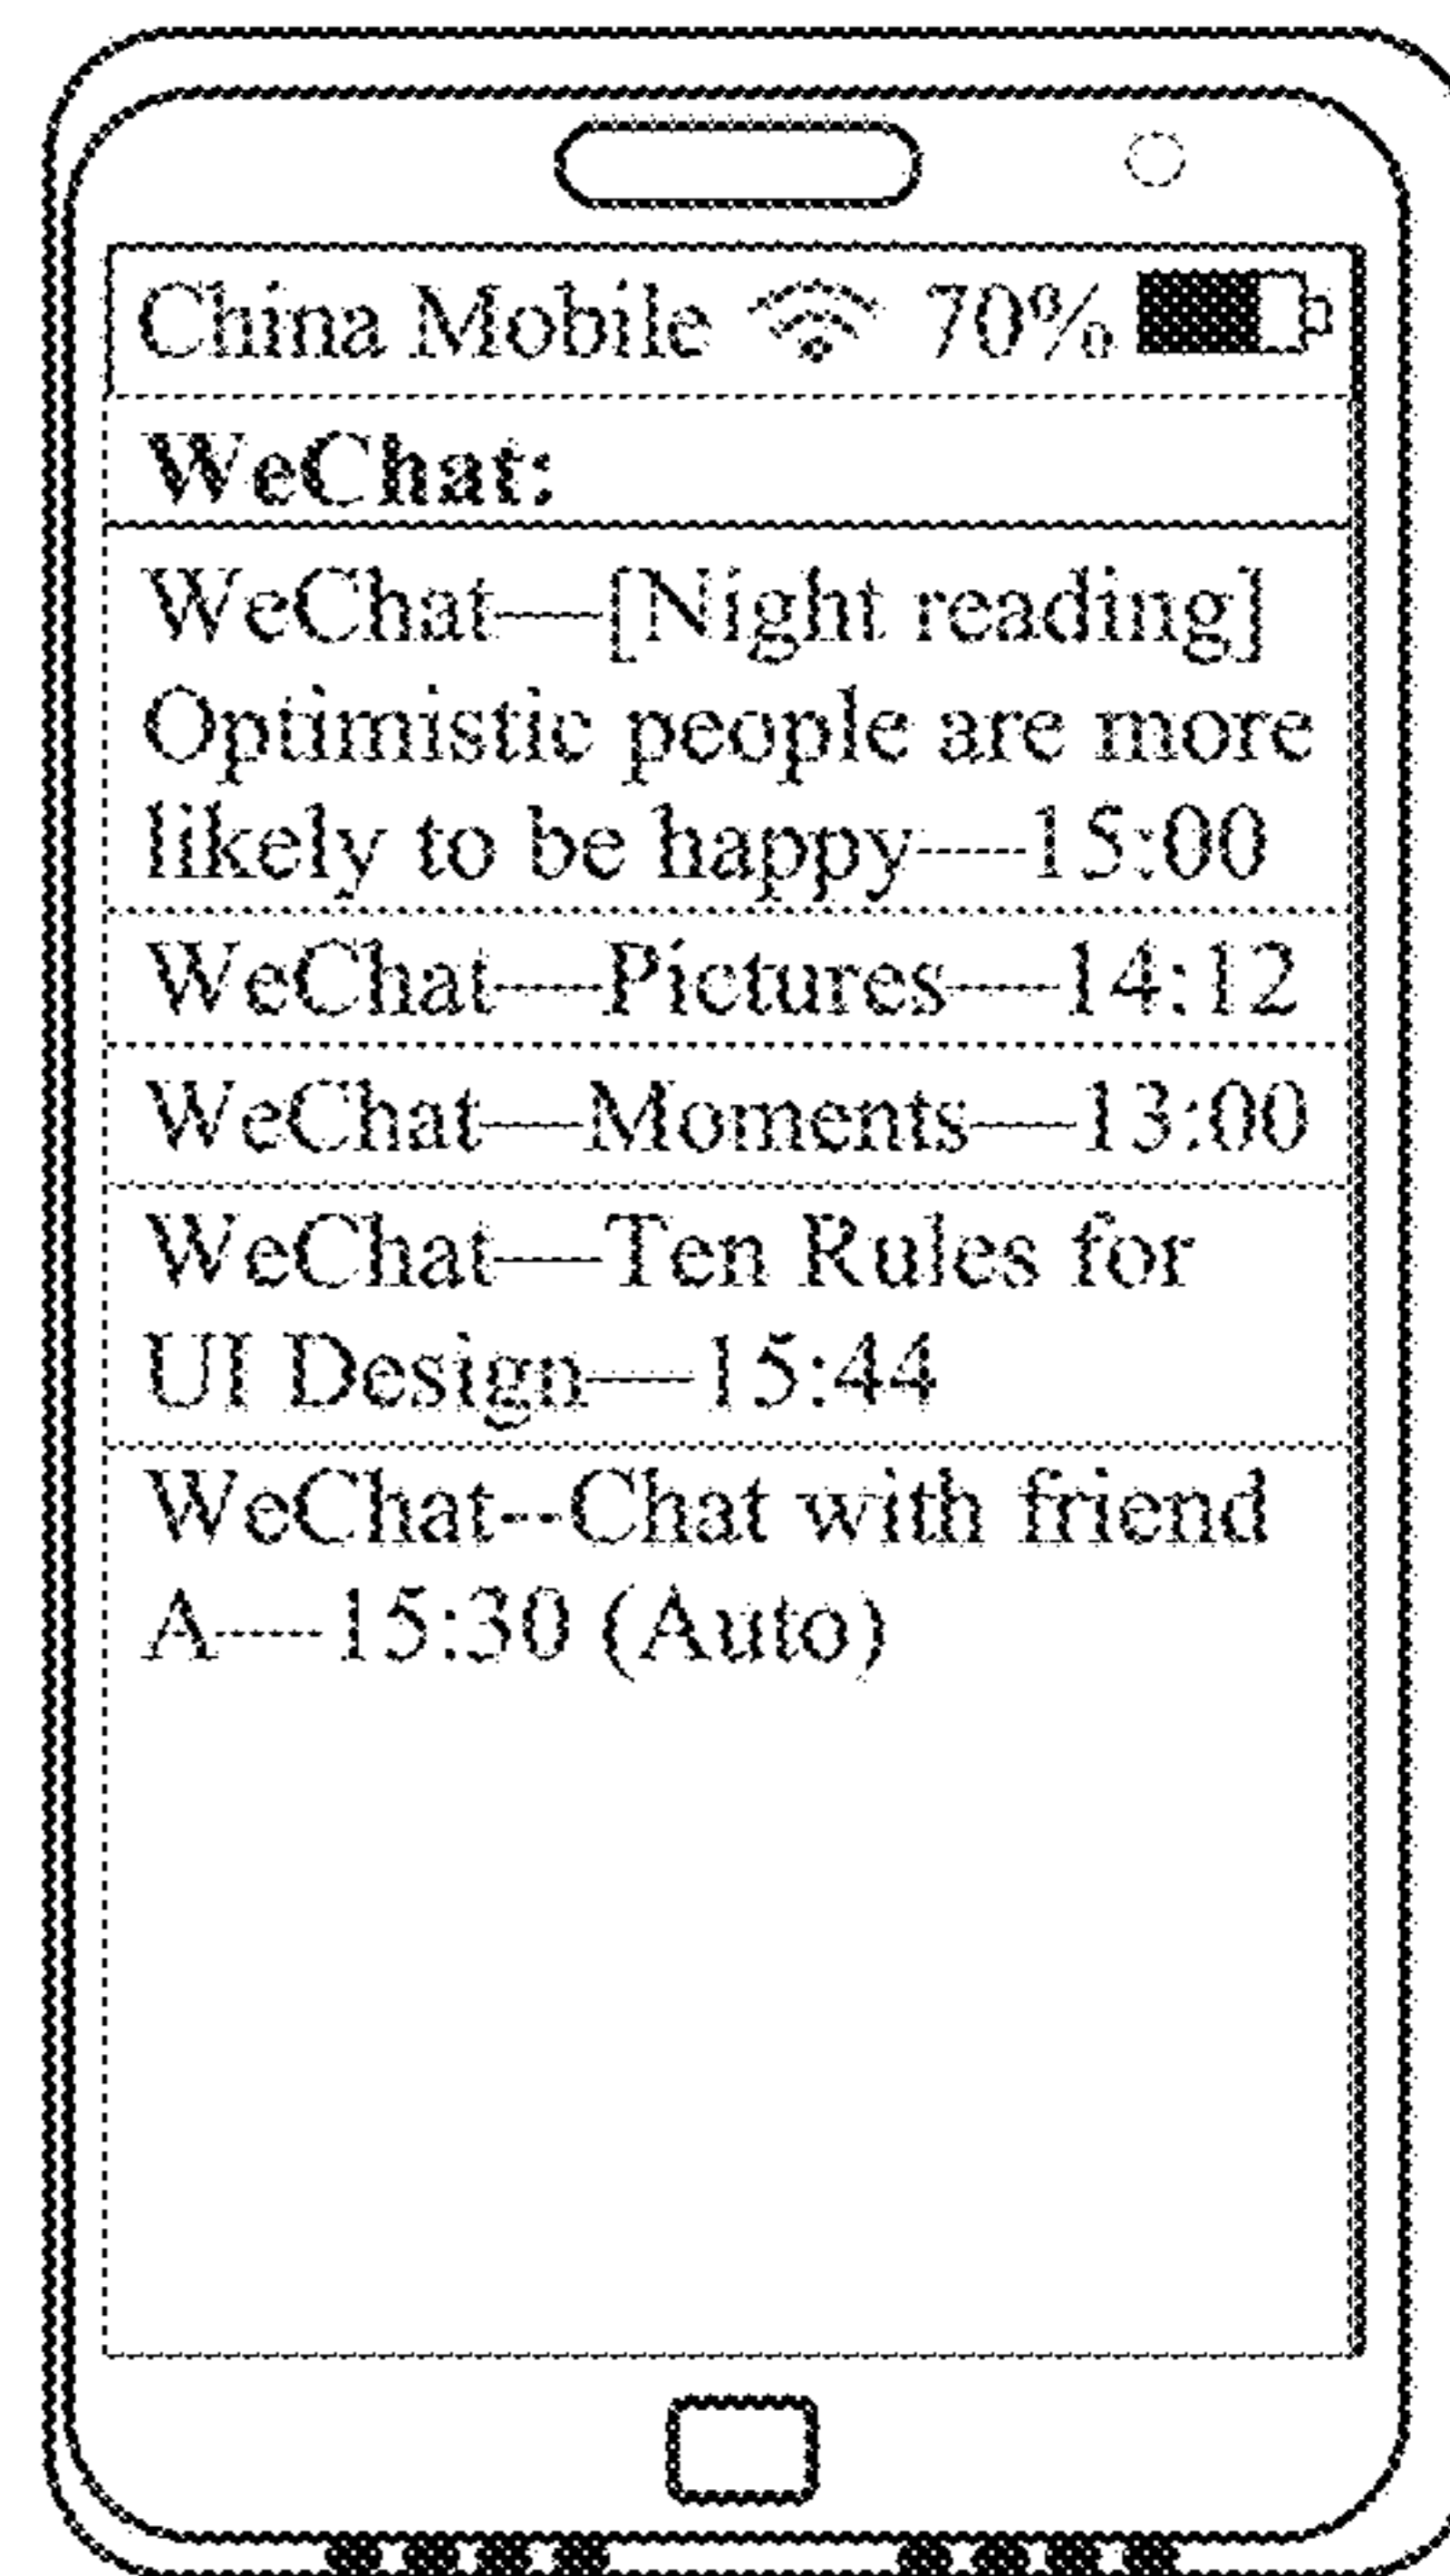 China Mobile 70%
WeChat:
WeChat----[Night reading]
Optimistic people are more
likely to be happy----15:00
WeChat----Pictures----14:12
WeChat----Moments----13:00
WeChat----Ten Rules for
UI Design----15:44
WeChat--Chat with friend
A----15:30 (Auto)